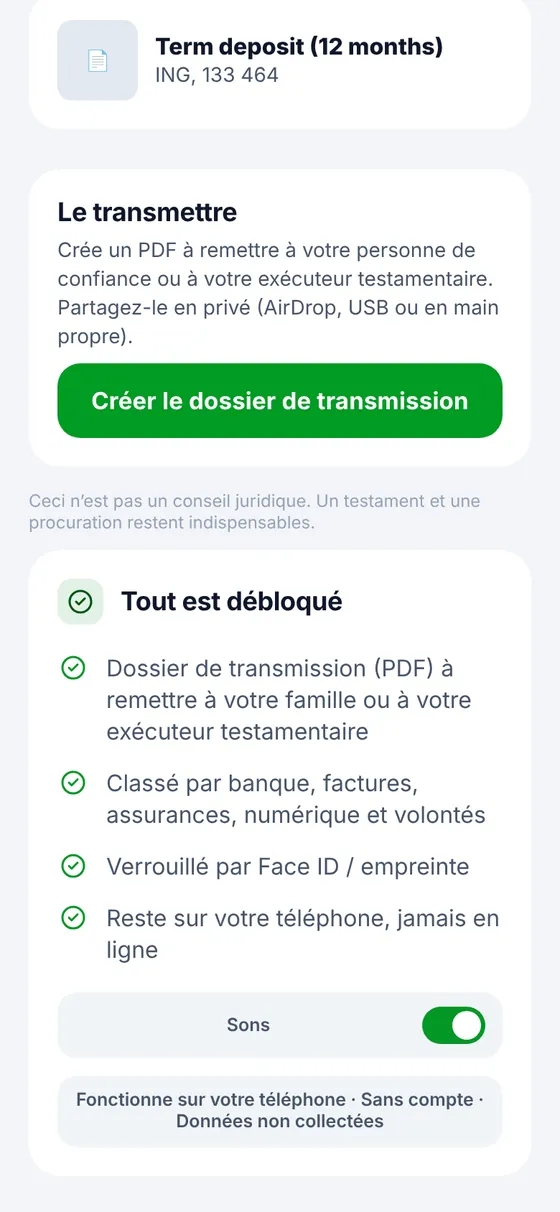 Term deposit (12 months)
ING, 133 464
Le transmettre
Crée un PDF à remettre à votre personne de
confiance ou à votre exécuteur testamentaire.
Partagez-le en privé (AirDrop, USB ou en main
propre).
Créer le dossier de transmission
Ceci n’est pas un conseil juridique. Un testament et une
procuration restent indispensables.
Tout est débloqué
Dossier de transmission (PDF) à
remettre à votre famille ou à votre
exécuteur testamentaire
Classé par banque, factures,
assurances, numérique et volontés
Verrouillé par Face ID / empreinte
Reste sur votre téléphone, jamais en
ligne
Sons
Fonctionne sur votre téléphone · Sans compte ·
Données non collectées